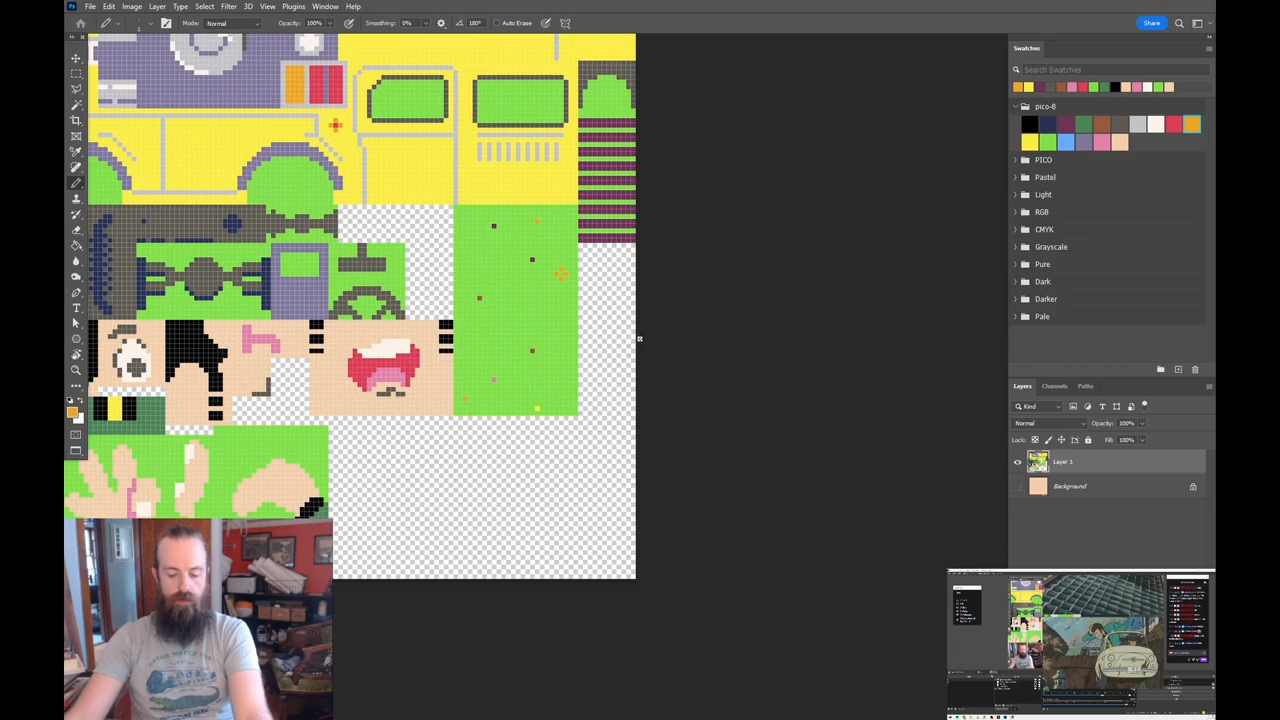 File Edit Image Layer Type Select Filter 3D View Plugins Window Help
Mode: Normal Opacity: 100% Smoothing: 0% 180° Auto Erase Share
Swatches
Search Swatches
pico-8
PICO
Pastel
Light
RGB
CMYK
Grayscale
Pure
Dark
Darker
Pale
Layers Channels Paths
Kind
Normal Opacity: 100%
Lock: Fill: 100%
Layer 1
Background